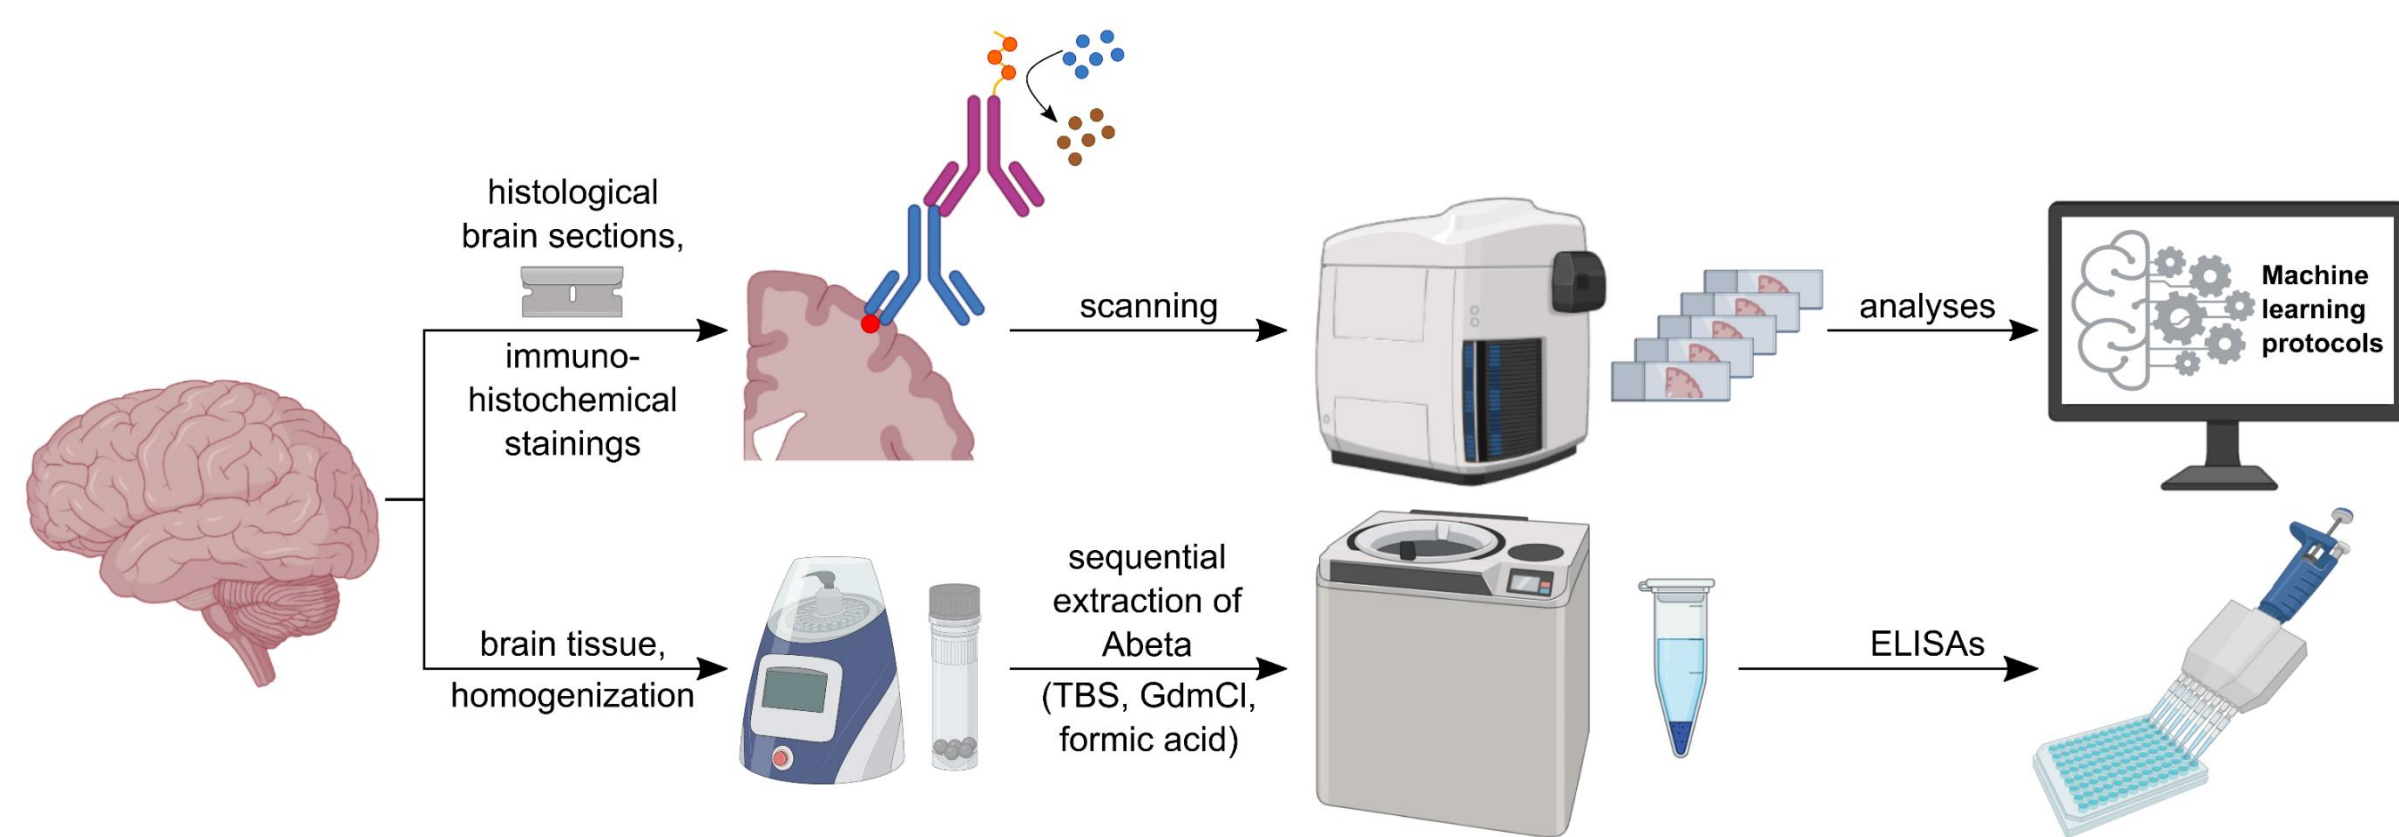 histological
brain sections,
immuno-
histochemical
stainings
scanning
analyses
Machine
learning
protocols
brain tissue,
homogenization
sequential
extraction of
Abeta
(TBS, GdmCl,
formic acid)
ELISAs